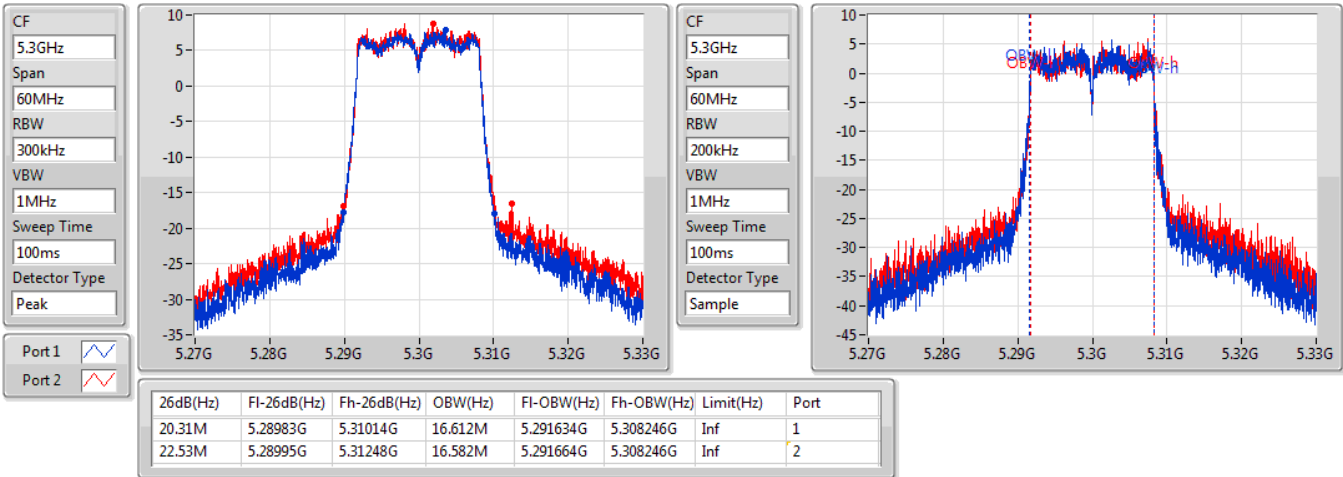 CF
5.3GHz
Span
60MHz
RBW
300kHz
VBW
1MHz
Sweep Time
100ms
Detector Type
Peak
Port 1
Port 2
10
5
0
-5
-10
-15
-20
-25
-30
-35
5.27G 5.28G 5.29G 5.3G 5.31G 5.32G 5.33G
CF
5.3GHz
Span
60MHz
RBW
200kHz
VBW
1MHz
Sweep Time
100ms
Detector Type
Sample
10
5
0
-5
-10
-15
-20
-25
-30
-35
-40
-45
5.27G 5.28G 5.29G 5.3G 5.31G 5.32G 5.33G
26dB(Hz) Fl-26dB(Hz) Fh-26dB(Hz) OBW(Hz) Fl-OBW(Hz) Fh-OBW(Hz) Limit(Hz) Port
20.31M 5.28983G 5.31014G 16.612M 5.291634G 5.308246G Inf 1
22.53M 5.28995G 5.31248G 16.582M 5.291664G 5.308246G Inf 2